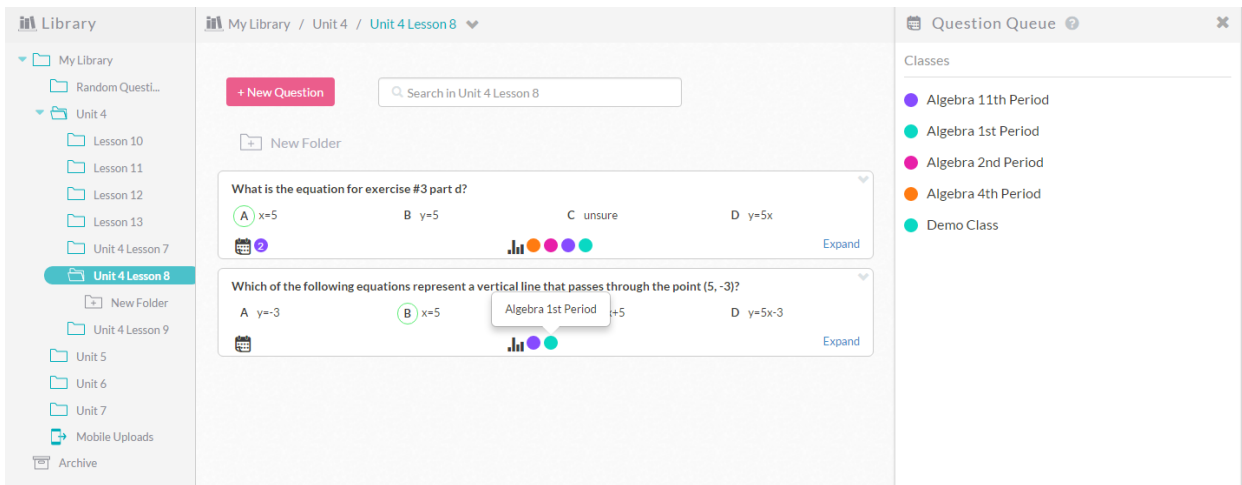 Library
My Library
Random Questi...
Unit 4
Lesson 10
Lesson 11
Lesson 12
Lesson 13
Unit 4 Lesson 7
Unit 4 Lesson 8
New Folder
Unit 4 Lesson 9
Unit 5
Unit 6
Unit 7
Mobile Uploads
Archive
My Library / Unit 4 / Unit 4 Lesson 8
+ New Question
Search in Unit 4 Lesson 8
New Folder
What is the equation for exercise #3 part d?
A x=5 B y=5 C unsure D y=5x
2 Expand
Which of the following equations represent a vertical line that passes through the point (5, -3)?
A y=-3 B x=5 x+5 D y=5x-3
Algebra 1st Period
Expand
Question Queue ?
Classes
Algebra 11th Period
Algebra 1st Period
Algebra 2nd Period
Algebra 4th Period
Demo Class